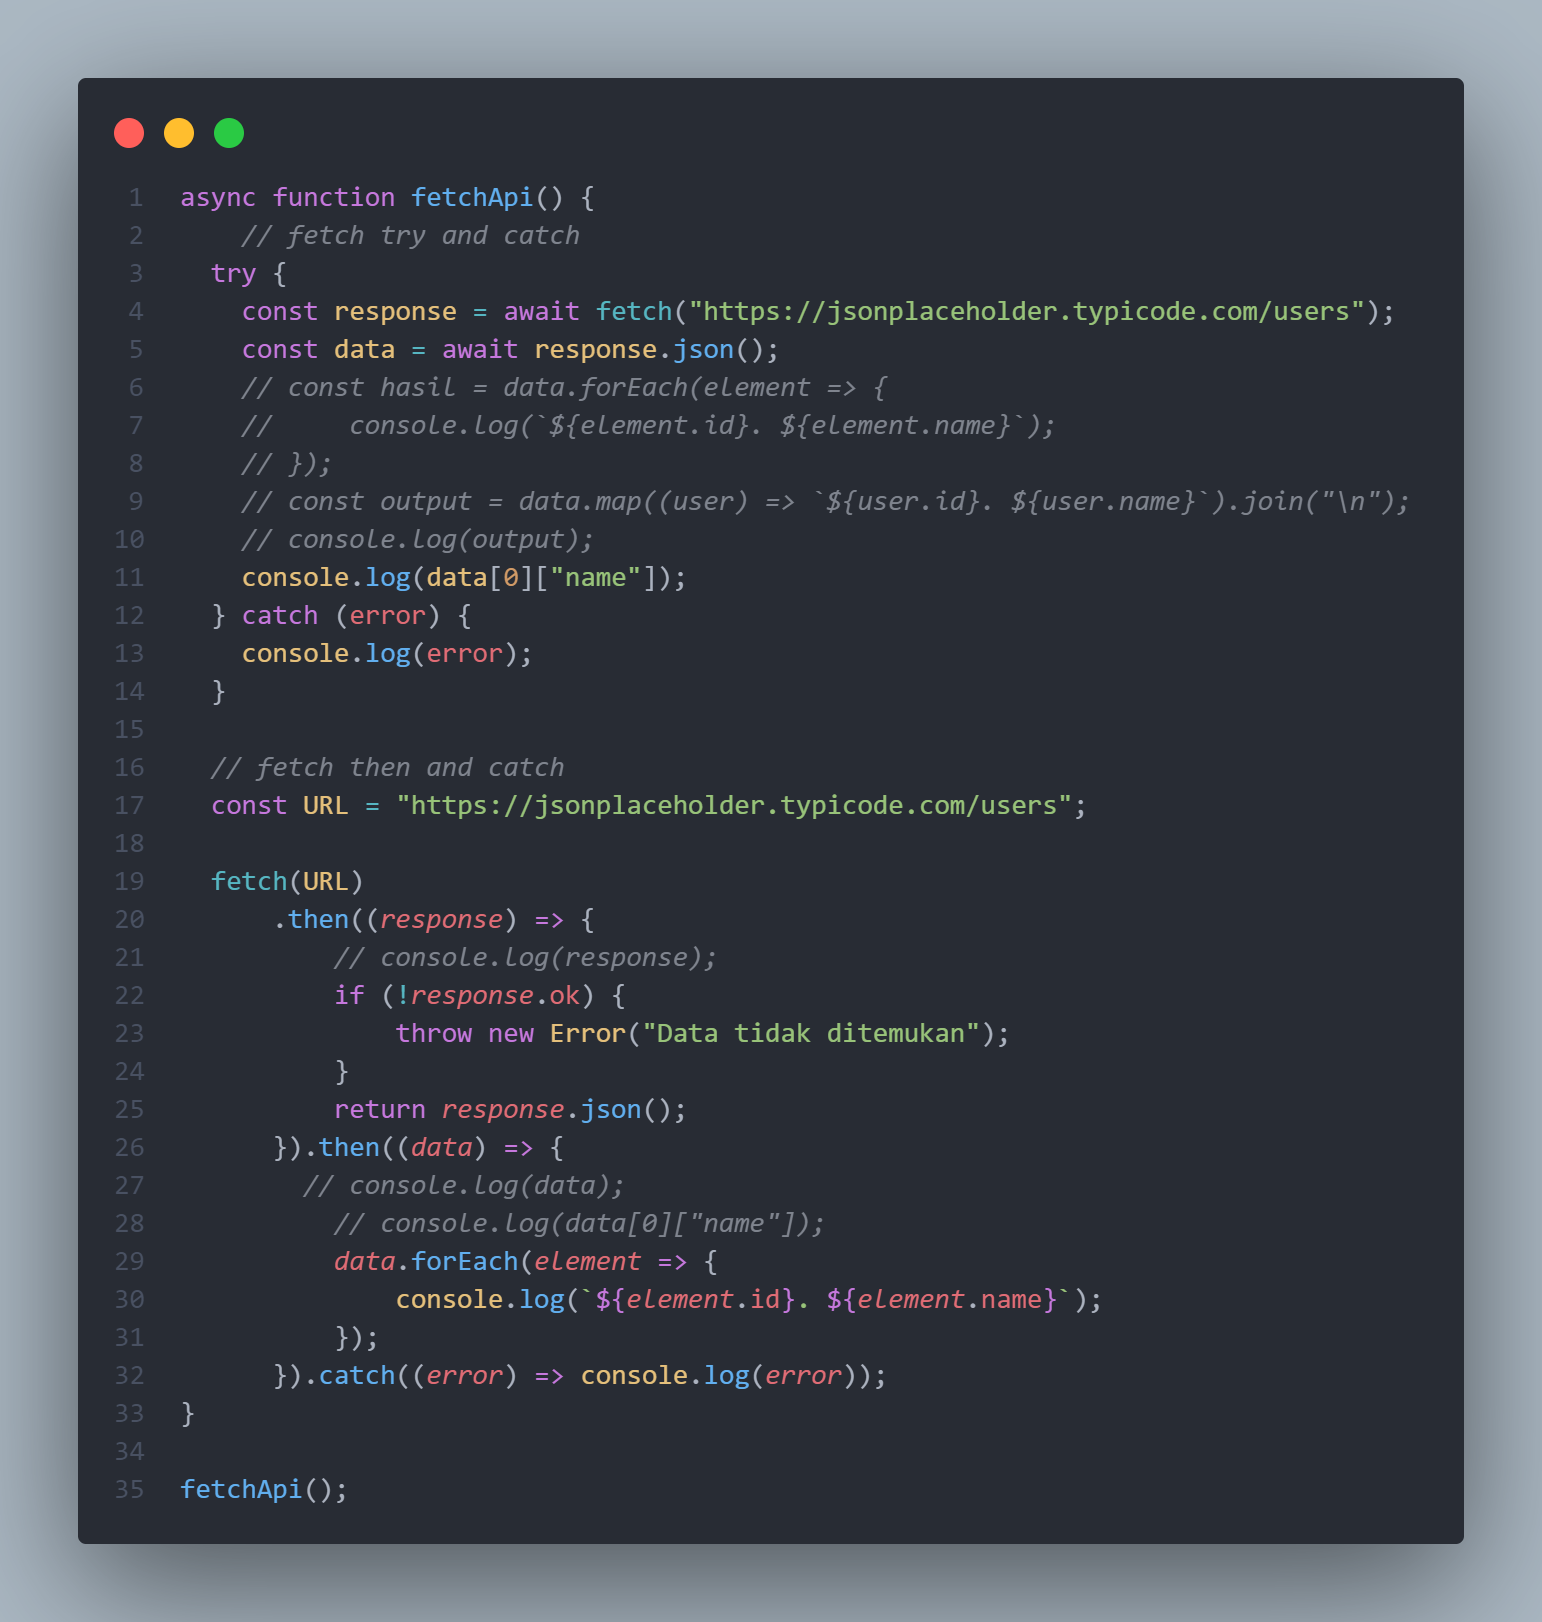 1 async function fetchApi() {
2     // fetch try and catch
3   try {
4     const response = await fetch("https://jsonplaceholder.typicode.com/users");
5     const data = await response.json();
6     // const hasil = data.forEach(element => {
7     //     console.log(`${element.id}. ${element.name}`);
8     // });
9     // const output = data.map((user) => `${user.id}. ${user.name}`).join("\n");
10     // console.log(output);
11     console.log(data[0]["name"]);
12   } catch (error) {
13     console.log(error);
14   }
15
16   // fetch then and catch
17   const URL = "https://jsonplaceholder.typicode.com/users";
18
19   fetch(URL)
20       .then((response) => {
21           // console.log(response);
22           if (!response.ok) {
23               throw new Error("Data tidak ditemukan");
24           }
25           return response.json();
26       }).then((data) => {
27         // console.log(data);
28           // console.log(data[0]["name"]);
29           data.forEach(element => {
30               console.log(`${element.id}. ${element.name}`);
31           });
32       }).catch((error) => console.log(error));
33 }
34
35 fetchApi();